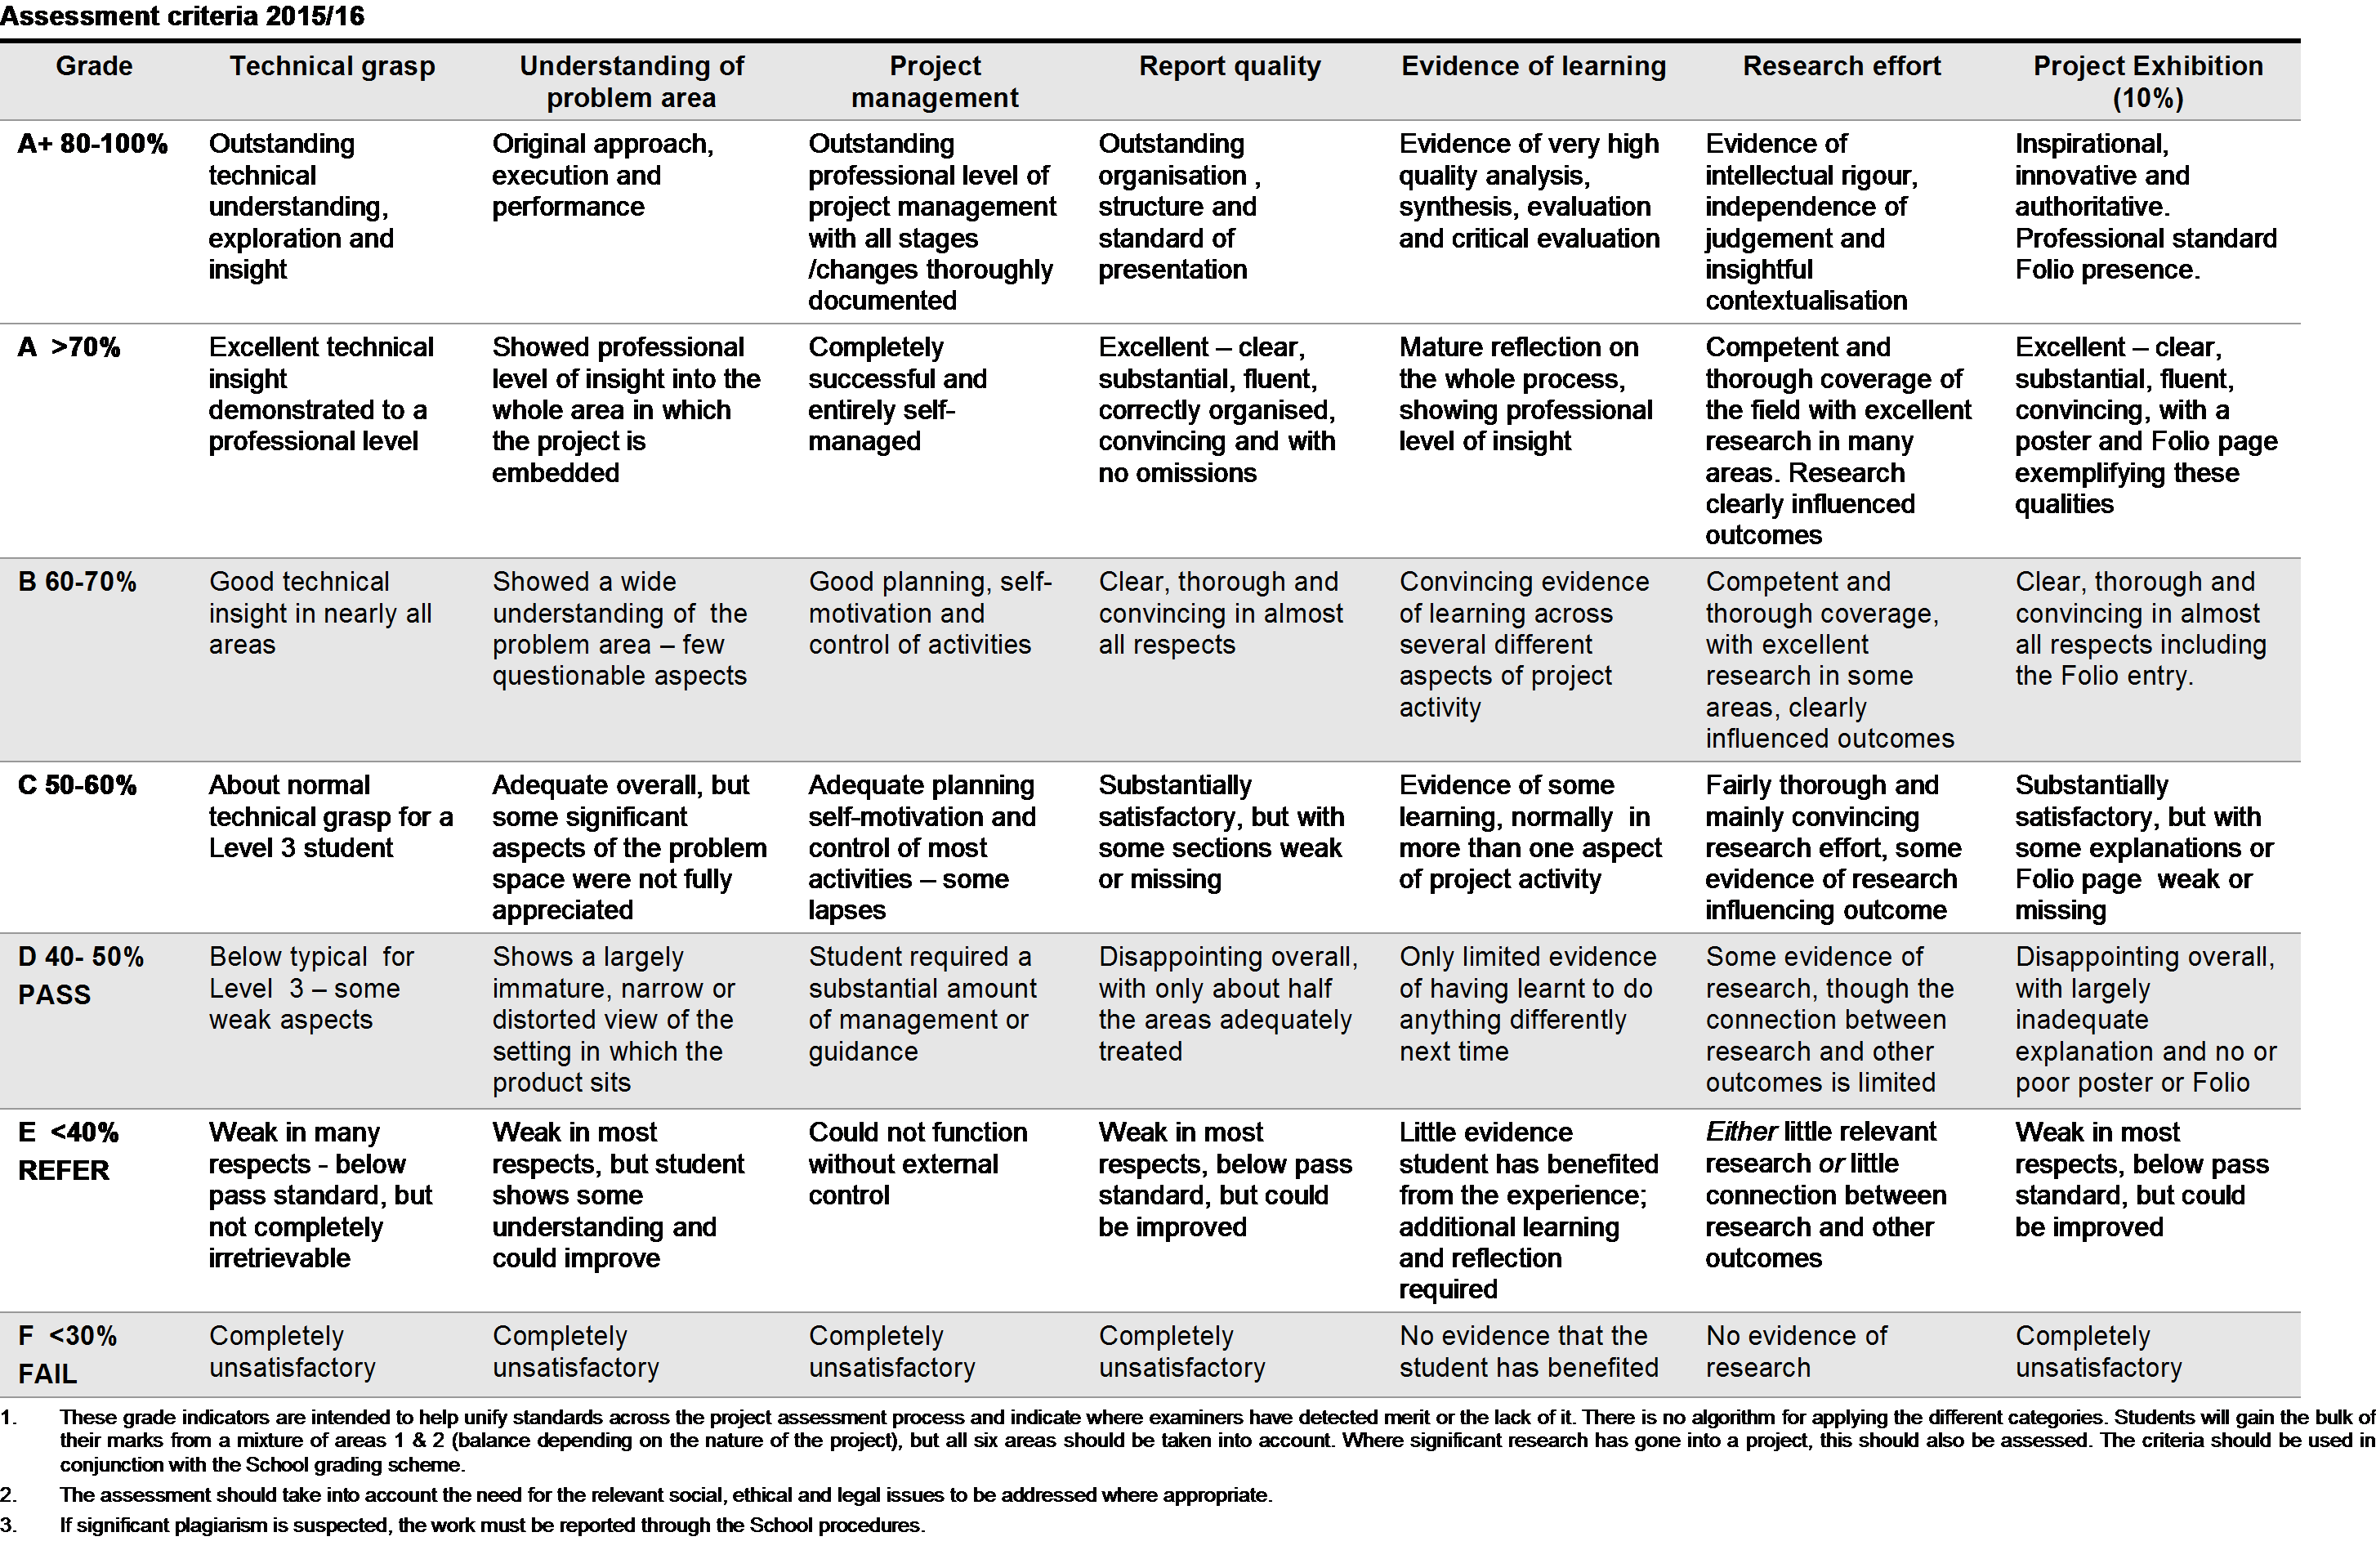 Assessment criteria 2015/16
Grade
Technical grasp
Understanding of
problem area
Project
management
Report quality
Evidence of learning
Research effort
Project Exhibition
(10%)
A+ 80-100%
Outstanding
technical
understanding,
exploration and
insight
Original approach,
execution and
performance
Outstanding
professional level of
project management
with all stages
/changes thoroughly
documented
Outstanding
organisation ,
structure and
standard of
presentation
Evidence of very high
quality analysis,
synthesis, evaluation
and critical evaluation
Evidence of
intellectual rigour,
independence of
judgement and
insightful
contextualisation
Inspirational,
innovative and
authoritative.
Professional standard
Folio presence.
A >70%
Excellent technical
insight
demonstrated to a
professional level
Showed professional
level of insight into the
whole area in which
the project is
embedded
Completely
successful and
entirely self-
managed
Excellent – clear,
substantial, fluent,
correctly organised,
convincing and with
no omissions
Mature reflection on
the whole process,
showing professional
level of insight
Competent and
thorough coverage of
the field with excellent
research in many
areas. Research
clearly influenced
outcomes
Excellent – clear,
substantial, fluent,
convincing, with a
poster and Folio page
exemplifying these
qualities
B 60-70%
Good technical
insight in nearly all
areas
Showed a wide
understanding of the
problem area – few
questionable aspects
Good planning, self-
motivation and
control of activities
Clear, thorough and
convincing in almost
all respects
Convincing evidence
of learning across
several different
aspects of project
activity
Competent and
thorough coverage,
with excellent
research in some
areas, clearly
influenced outcomes
Clear, thorough and
convincing in almost
all respects including
the Folio entry.
C 50-60%
About normal
technical grasp for a
Level 3 student
Adequate overall, but
some significant
aspects of the problem
space were not fully
appreciated
Adequate planning
self-motivation and
control of most
activities – some
lapses
Substantially
satisfactory, but with
some sections weak
or missing
Evidence of some
learning, normally in
more than one aspect
of project activity
Fairly thorough and
mainly convincing
research effort, some
evidence of research
influencing outcome
Substantially
satisfactory, but with
some explanations or
Folio page weak or
missing
D 40- 50%
PASS
Below typical for
Level 3 – some
weak aspects
Shows a largely
immature, narrow or
distorted view of the
setting in which the
product sits
Student required a
substantial amount
of management or
guidance
Disappointing overall,
with only about half
the areas adequately
treated
Only limited evidence
of having learnt to do
anything differently
next time
Some evidence of
research, though the
connection between
research and other
outcomes is limited
Disappointing overall,
with largely
inadequate
explanation and no or
poor poster or Folio
E <40%
REFER
Weak in many
respects - below
pass standard, but
not completely
irretrievable
Weak in most
respects, but student
shows some
understanding and
could improve
Could not function
without external
control
Weak in most
respects, below pass
standard, but could
be improved
Little evidence
student has benefited
from the experience;
additional learning
and reflection
required
Either little relevant
research or little
connection between
research and other
outcomes
Weak in most
respects, below pass
standard, but could
be improved
F <30%
FAIL
Completely
unsatisfactory
Completely
unsatisfactory
Completely
unsatisfactory
Completely
unsatisfactory
No evidence that the
student has benefited
No evidence of
research
Completely
unsatisfactory
1. These grade indicators are intended to help unify standards across the project assessment process and indicate where examiners have detected merit or the lack of it. There is no algorithm for applying the different categories. Students will gain the bulk of
their marks from a mixture of areas 1 & 2 (balance depending on the nature of the project), but all six areas should be taken into account. Where significant research has gone into a project, this should also be assessed. The criteria should be used in
conjunction with the School grading scheme.
2. The assessment should take into account the need for the relevant social, ethical and legal issues to be addressed where appropriate.
3. If significant plagiarism is suspected, the work must be reported through the School procedures.